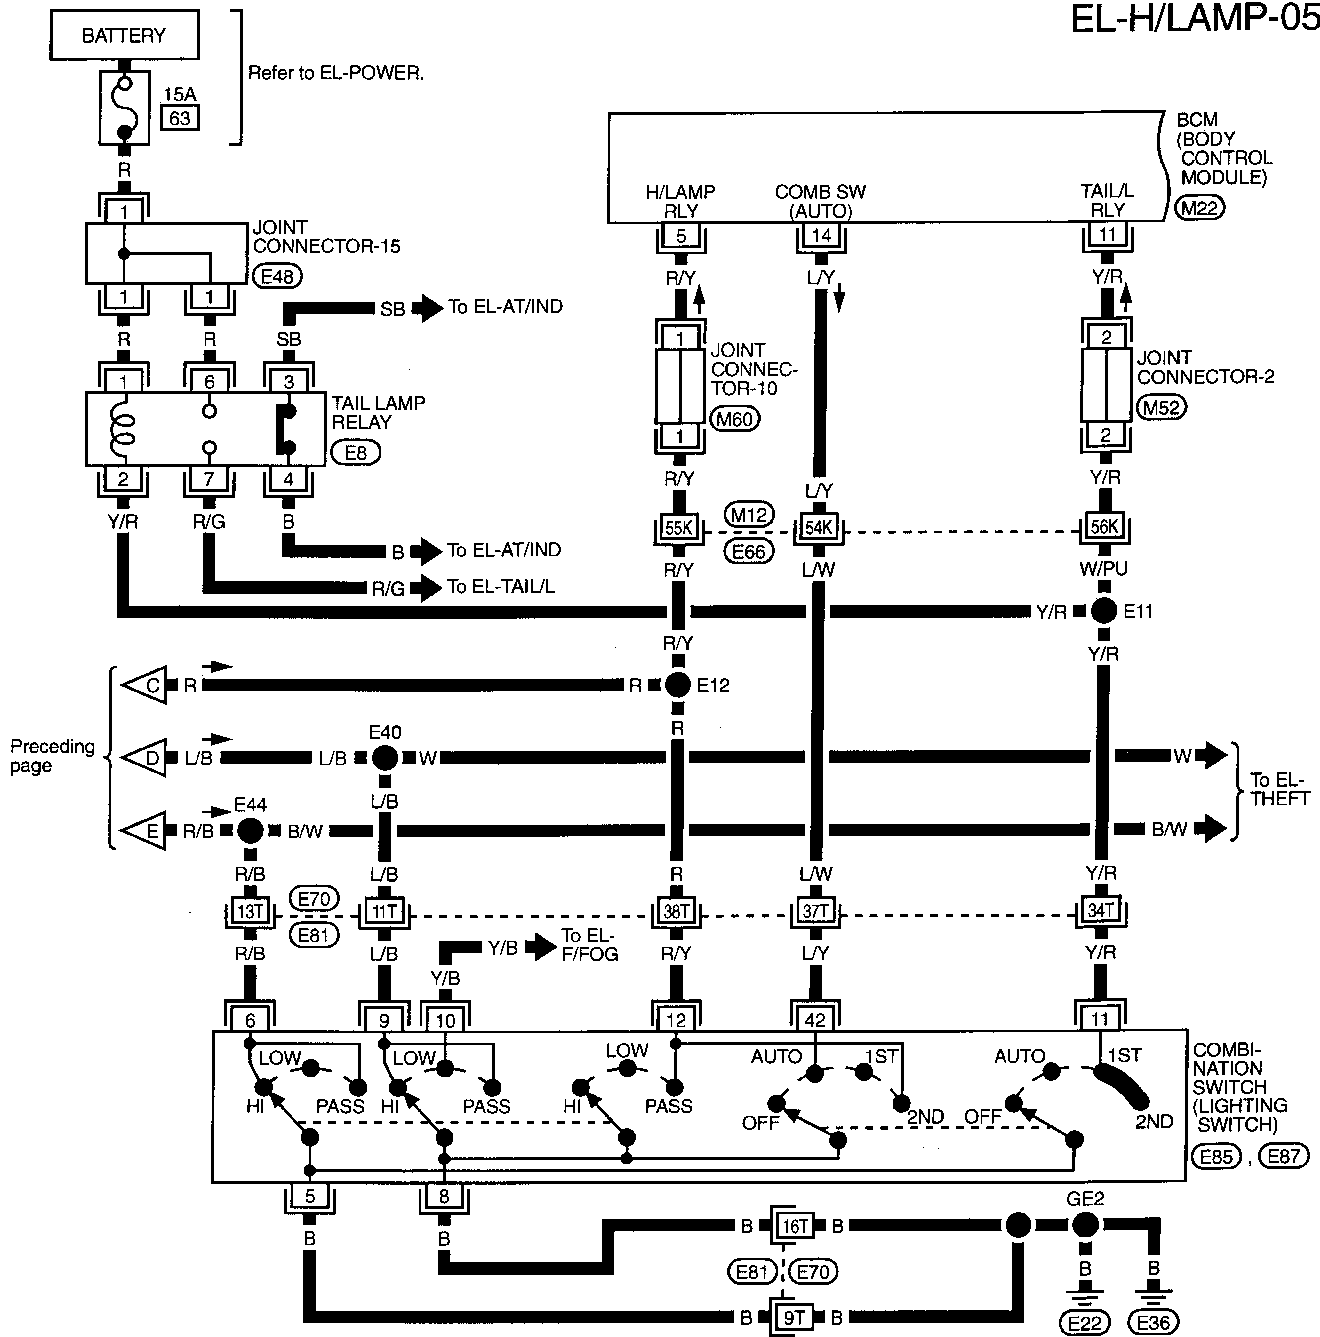 EL-H/LAMP-05
BATTERY
Refer to EL-POWER.
15A
63
R
BCM
(BODY
CONTROL
MODULE)
M22
H/LAMP
RLY
COMB SW
(AUTO)
TAIL/L
RLY
5
14
11
1
JOINT
CONNECTOR-15
E48
R/Y
L/Y
Y/R
1
1
SB
To EL-AT/IND
R
R
SB
1
JOINT
CONNEC-
TOR-10
M60
1
2
JOINT
CONNECTOR-2
M52
2
1
6
3
TAIL LAMP
RELAY
E8
2
7
4
Y/R
R/G
B
R/Y
L/Y
Y/R
55K
M12
E66
54K
56K
B
To EL-AT/IND
R/G
To EL-TAIL/L
R/Y
L/W
W/PU
Y/R
E11
R/Y
Y/R
Preceding
page
C
R
R
E12
R
D
L/B
L/B
E40
W
W
L/B
To EL-
THEFT
E
R/B
E44
B/W
B/W
R/B
L/B
R
L/W
Y/R
13T
E70
E81
11T
38T
37T
34T
R/B
L/B
Y/B
Y/B
To EL-
F/FOG
R/Y
L/Y
Y/R
6
9
10
12
42
11
LOW
HI
PASS
LOW
HI
PASS
LOW
HI
PASS
AUTO
1ST
OFF
2ND
AUTO
1ST
OFF
2ND
COMBI-
NATION
SWITCH
(LIGHTING
SWITCH)
E85 , E87
5
8
B
B
B
16T
B
GE2
E81
E70
B
B
B
9T
B
E22
E36